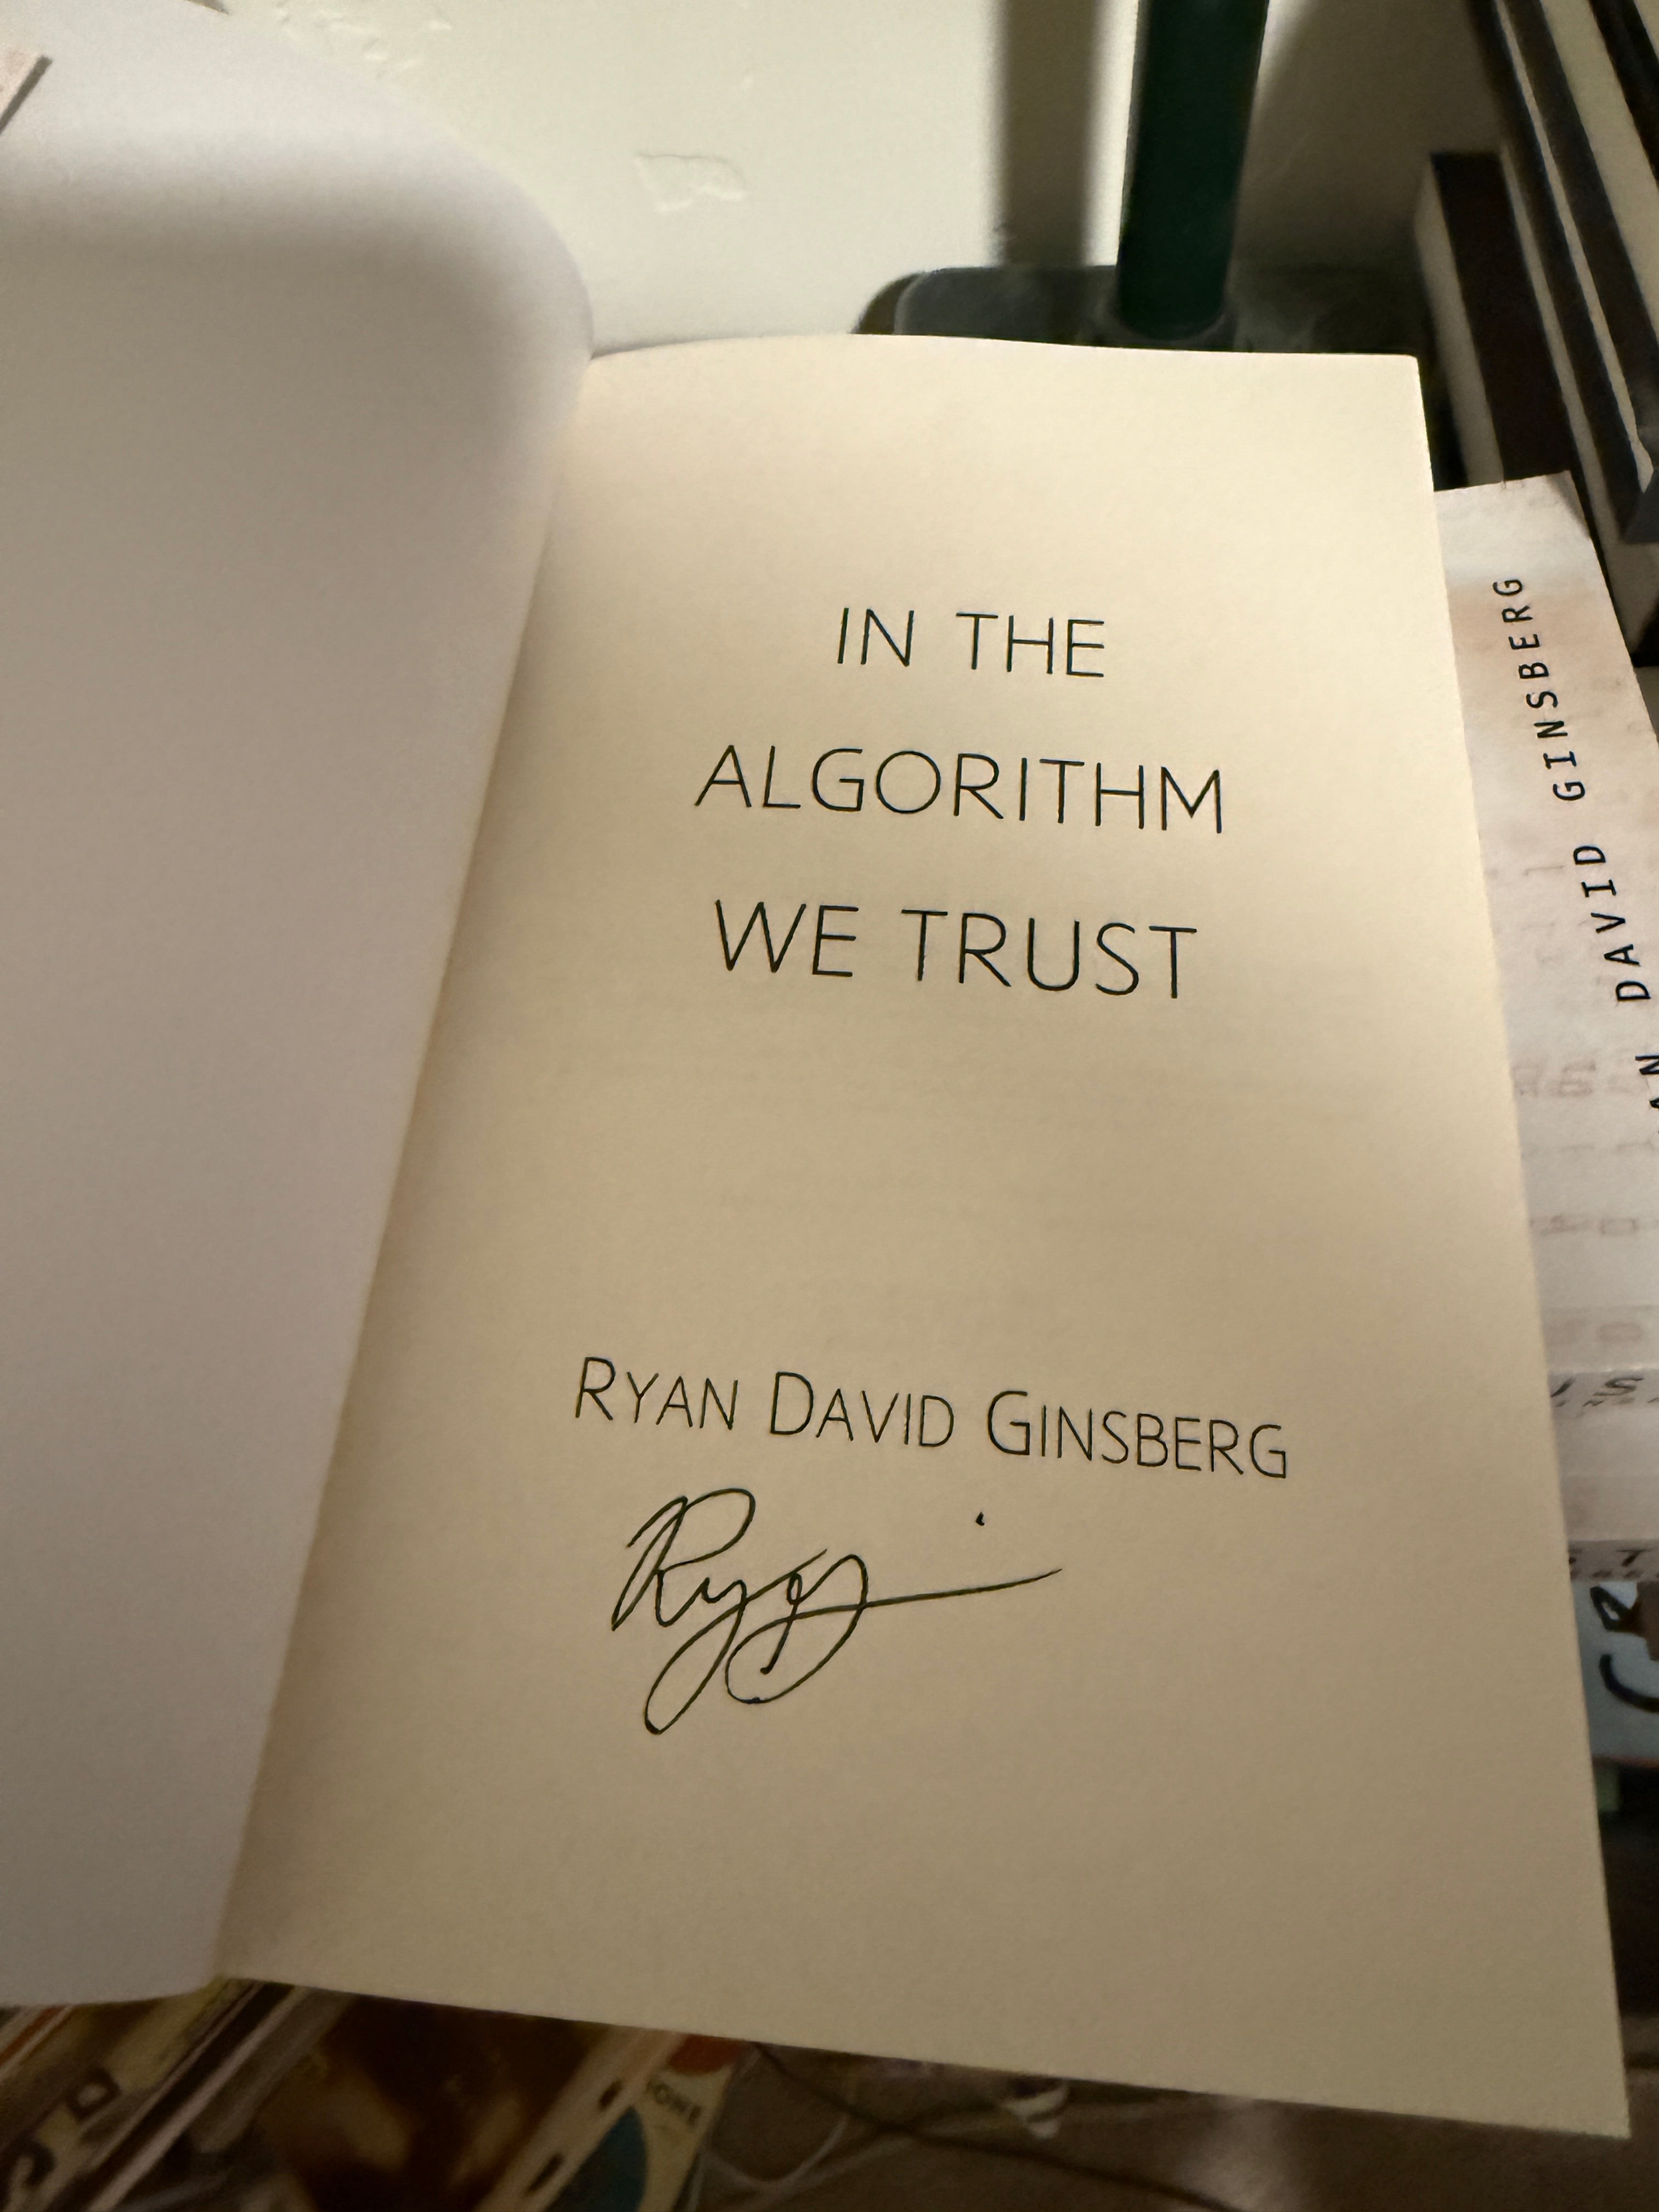 IN THE
ALGORITHM
WE TRUST
RYAN DAVID GINSBERG
DAVID GINSBERG